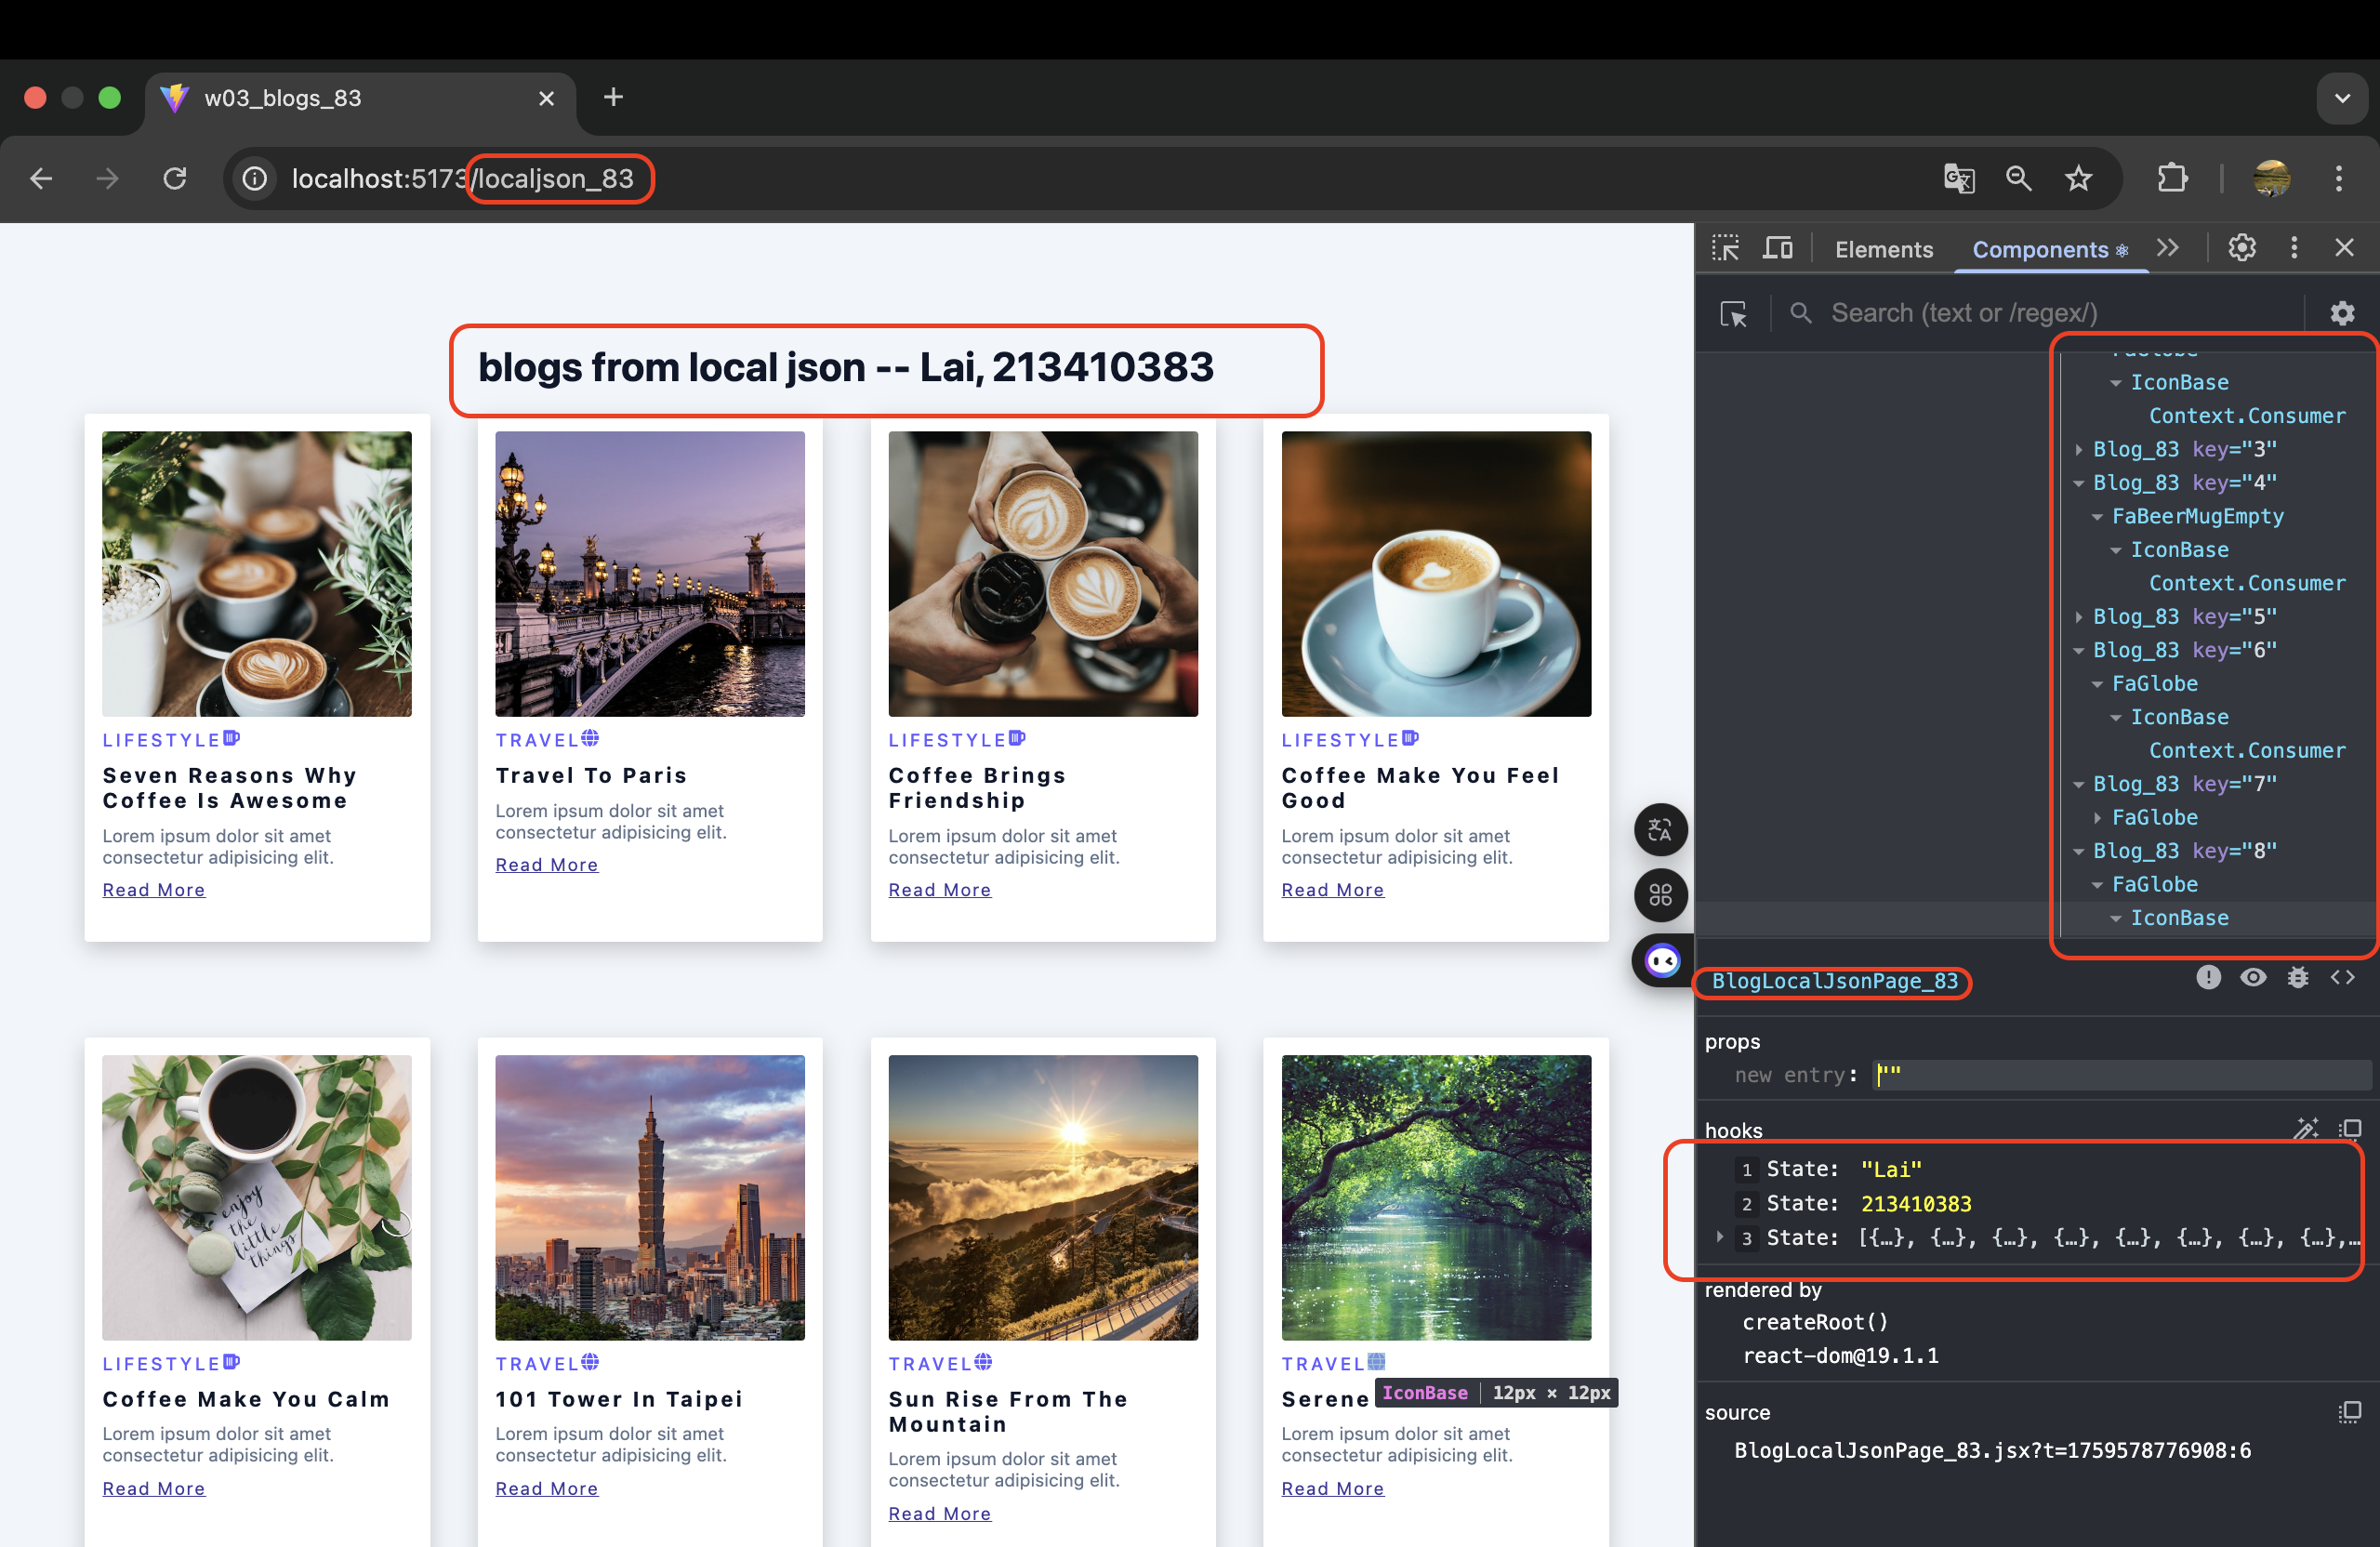 w03_blogs_83
localhost:5173/localjson_83
Elements
Components
Search (text or /regex/)
blogs from local json -- Lai, 213410383
LIFESTYLE
Seven Reasons Why
Coffee Is Awesome
Lorem ipsum dolor sit amet
consectetur adipisicing elit.
Read More
TRAVEL
Travel To Paris
Lorem ipsum dolor sit amet
consectetur adipisicing elit.
Read More
LIFESTYLE
Coffee Brings
Friendship
Lorem ipsum dolor sit amet
consectetur adipisicing elit.
Read More
LIFESTYLE
Coffee Make You Feel
Good
Lorem ipsum dolor sit amet
consectetur adipisicing elit.
Read More
enjoy
the
little
things
LIFESTYLE
Coffee Make You Calm
Lorem ipsum dolor sit amet
consectetur adipisicing elit.
Read More
TRAVEL
101 Tower In Taipei
Lorem ipsum dolor sit amet
consectetur adipisicing elit.
Read More
TRAVEL
Sun Rise From The
Mountain
Lorem ipsum dolor sit amet
consectetur adipisicing elit.
Read More
TRAVEL
Serene
IconBase | 12px × 12px
Lorem ipsum dolor sit amet
consectetur adipisicing elit.
Read More
FaGlobe
IconBase
Context.Consumer
Blog_83 key="3"
Blog_83 key="4"
FaBeerMugEmpty
IconBase
Context.Consumer
Blog_83 key="5"
Blog_83 key="6"
FaGlobe
IconBase
Context.Consumer
Blog_83 key="7"
FaGlobe
Blog_83 key="8"
FaGlobe
IconBase
BlogLocalJsonPage_83
props
new entry: ""
hooks
1 State: "Lai"
2 State: 213410383
3 State: [{…}, {…}, {…}, {…}, {…}, {…}, {…}, {…},…
rendered by
createRoot()
react-dom@19.1.1
source
BlogLocalJsonPage_83.jsx?t=1759578776908:6